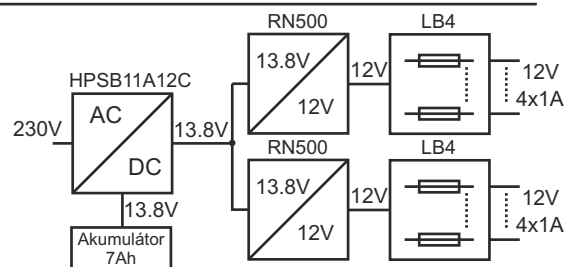 RN500
LB4
13.8V
12V
12V
12V
4x1A
HPSB11A12C
230V
AC
DC
13.8V
13.8V
Akumulátor
7Ah
RN500
LB4
13.8V
12V
12V
12V
4x1A